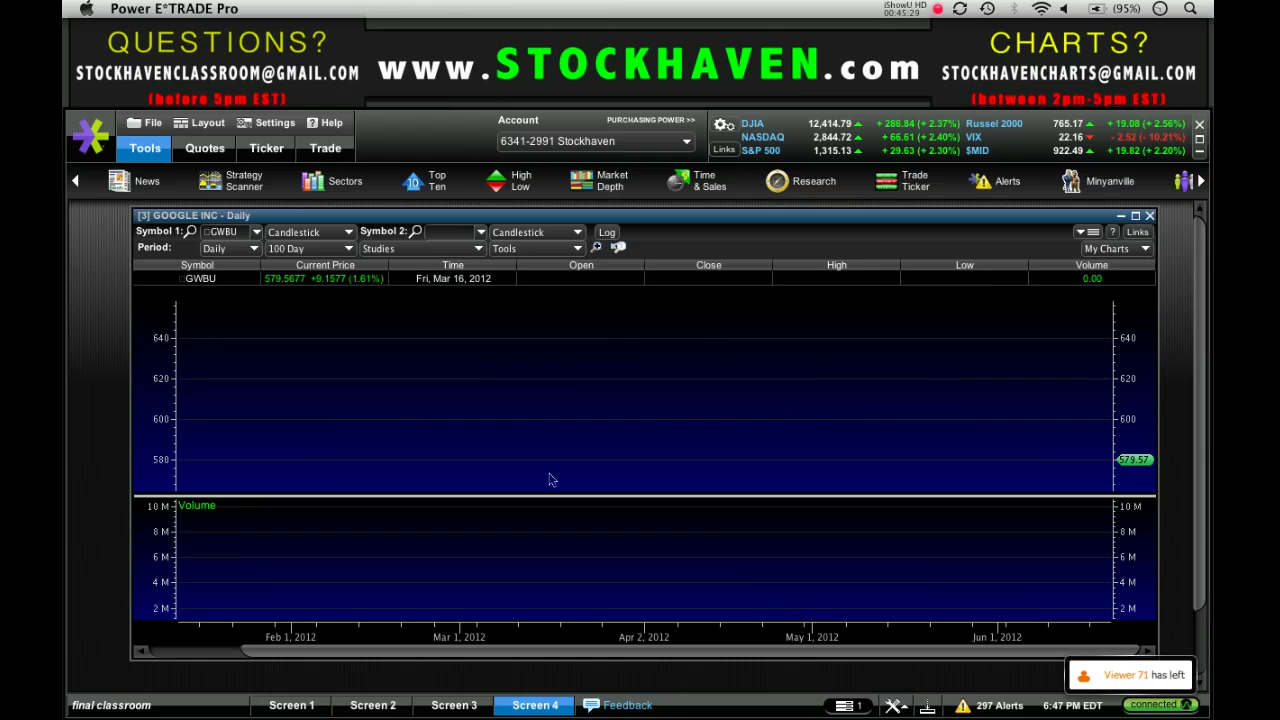 Power E*TRADE Pro
iShowU HD
00:45:29
(95%)
QUESTIONS?
STOCKHAVENCLASSROOM@GMAIL.COM
(before 5pm EST)
www.STOCKHAVEN.com
CHARTS?
STOCKHAVENCHARTS@GMAIL.COM
(between 2pm-5pm EST)
File Layout Settings ? Help
Tools Quotes Ticker Trade
Account PURCHASING POWER >>
6341-2991 Stockhaven
Links
DJIA 12,414.79 + 286.84 (+ 2.37%) Russel 2000 765.17 + 19.08 (+ 2.56%)
NASDAQ 2,844.72 + 66.61 (+ 2.40%) VIX 22.16 - 2.52 (- 10.21%)
S&P 500 1,315.13 + 29.63 (+ 2.30%) $MID 922.49 + 19.82 (+ 2.20%)
News
Strategy Scanner
Sectors
10 Top Ten
High Low
Market Depth
Time & Sales
Research
Trade Ticker
Alerts
Minyanville
[3] GOOGLE INC - Daily
Symbol 1: □GWBU Candlestick Symbol 2: Candlestick Log ? Links
Period: Daily 100 Day Studies Tools My Charts
Symbol Current Price Time Open Close High Low Volume
□GWBU 579.5677 +9.1577 (1.61%) Fri, Mar 16, 2012 0.00
640 640
620 620
600 600
580 579.57
Volume
10 M 10 M
8 M 8 M
6 M 6 M
4 M 4 M
2 M 2 M
Feb 1, 2012 Mar 1, 2012 Apr 2, 2012 May 1, 2012 Jun 1, 2012
Viewer 71 has left
final classroom Screen 1 Screen 2 Screen 3 Screen 4 Feedback 1 297 Alerts 6:47 PM EDT connected